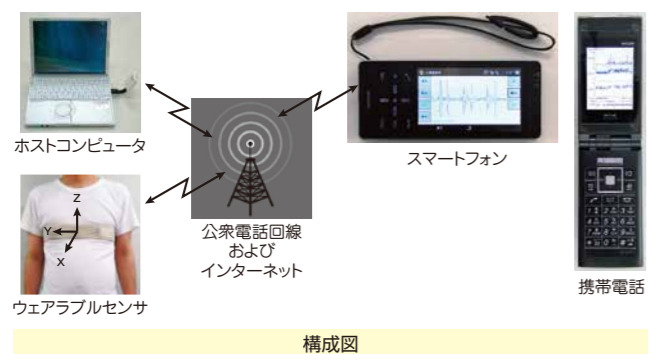 ホストコンピュータ
スマートフォン
Z
Y
X
公衆電話回線
および
インターネット
ウェアラブルセンサ
携帯電話
構成図